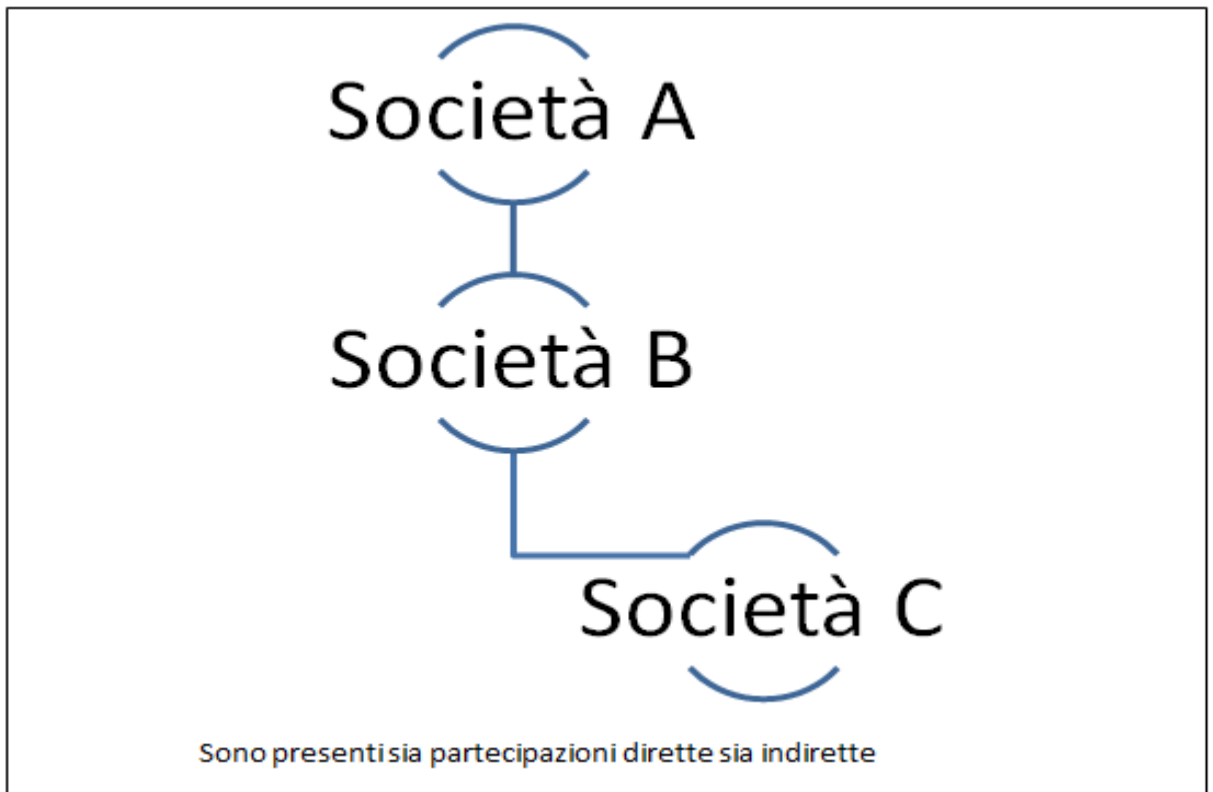 Società A
Società B
Società C
Sono presenti sia partecipazioni dirette sia indirette